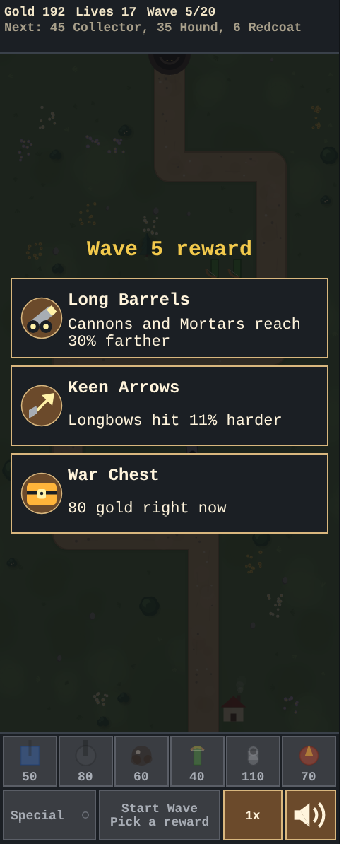 Gold 192 Lives 17 Wave 5/20
Next: 45 Collector, 35 Hound, 6 Redcoat
Wave 5 reward
Long Barrels
Cannons and Mortars reach
30% farther
Keen Arrows
Longbows hit 11% harder
War Chest
80 gold right now
50 80 60 40 110 70
Special
Start Wave
Pick a reward
1x